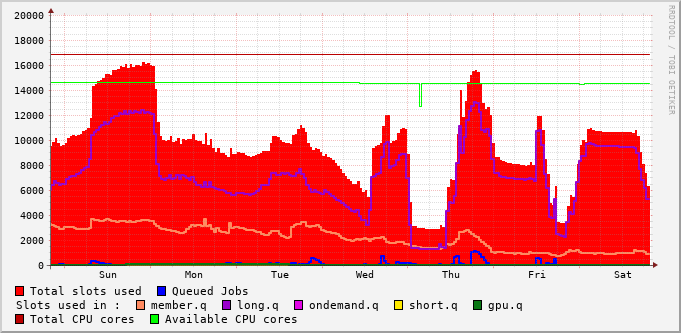 20000
18000
16000
14000
12000
10000
8000
6000
4000
2000
0
Sun Mon Tue Wed Thu Fri Sat
RRDTOOL / TOBI OETIKER
Total slots used Queued Jobs
Slots used in : member.q long.q ondemand.q short.q gpu.q
Total CPU cores Available CPU cores